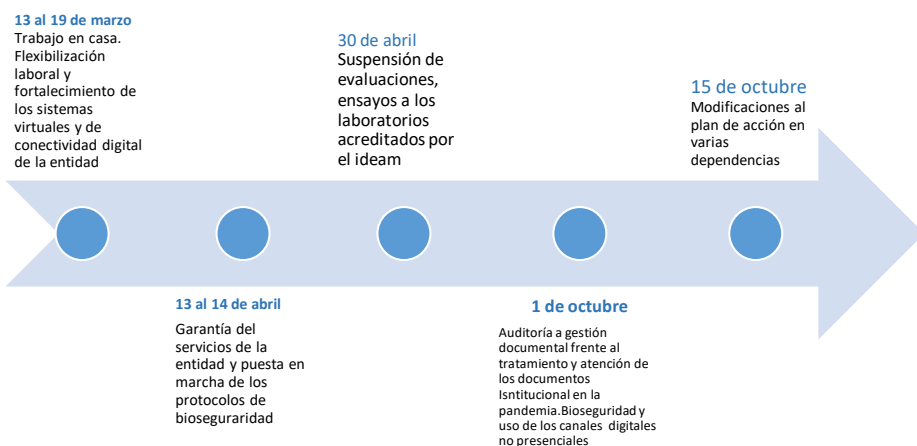 13 al 19 de marzo
Trabajo en casa.
Flexibilización
laboral y
fortalecimiento de
los sistemas
virtuales y de
conectividad digital
de la entidad
13 al 14 de abril
Garantía del
servicios de la
entidad y puesta en
marcha de los
protocolos de
bioseguraridad
30 de abril
Suspensión de
evaluaciones,
ensayos a los
laboratorios
acreditados por
el ideam
1 de octubre
Auditoría a gestión
documental frente al
tratamiento y atención de
los documentos
Isntitucional en la
pandemia.Bioseguridad y
uso de los canales digitales
no presenciales
15 de octubre
Modificaciones al
plan de acción en
varias
dependencias